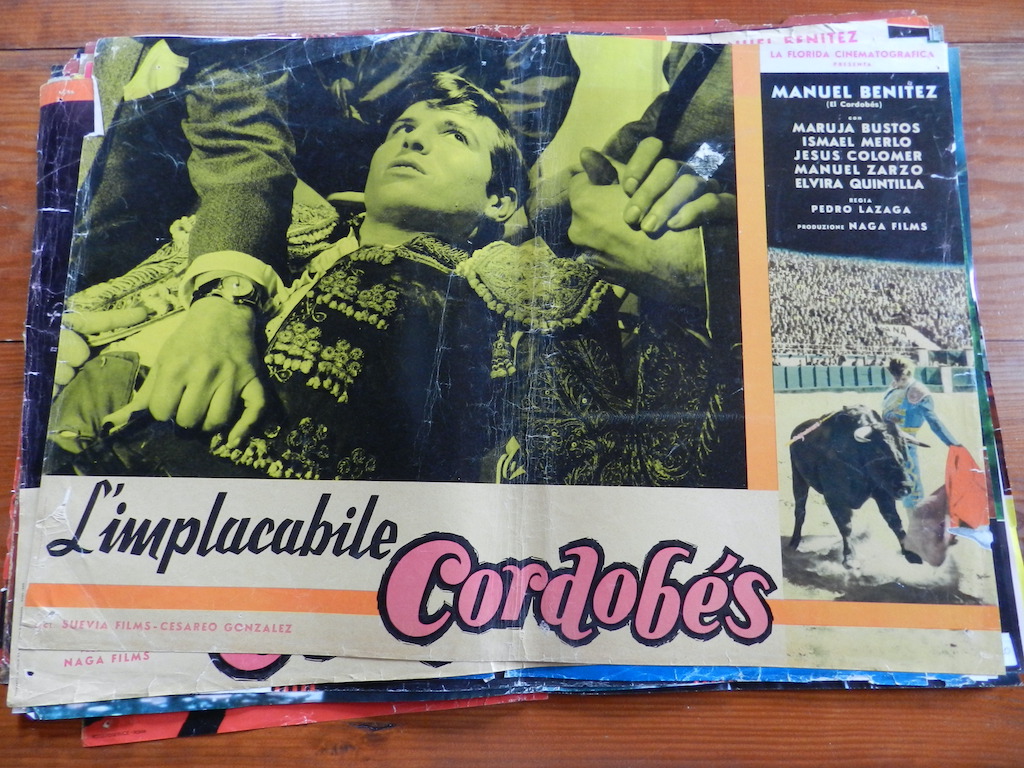 MANUEL BENITEZ
LA FLORIDA CINEMATOGRAFICA
PRESENTA
MANUEL BENITEZ
(El Cordobés)
CON
MARUJA BUSTOS
ISMAEL MERLO
JESUS COLOMER
MANUEL ZARZO
ELVIRA QUINTILLA
REGIA
PEDRO LAZAGA
PRODUZIONE NAGA FILMS
L'implacabile
Cordobés
SUEVIA FILMS - CESAREO GONZALEZ
NAGA FILMS